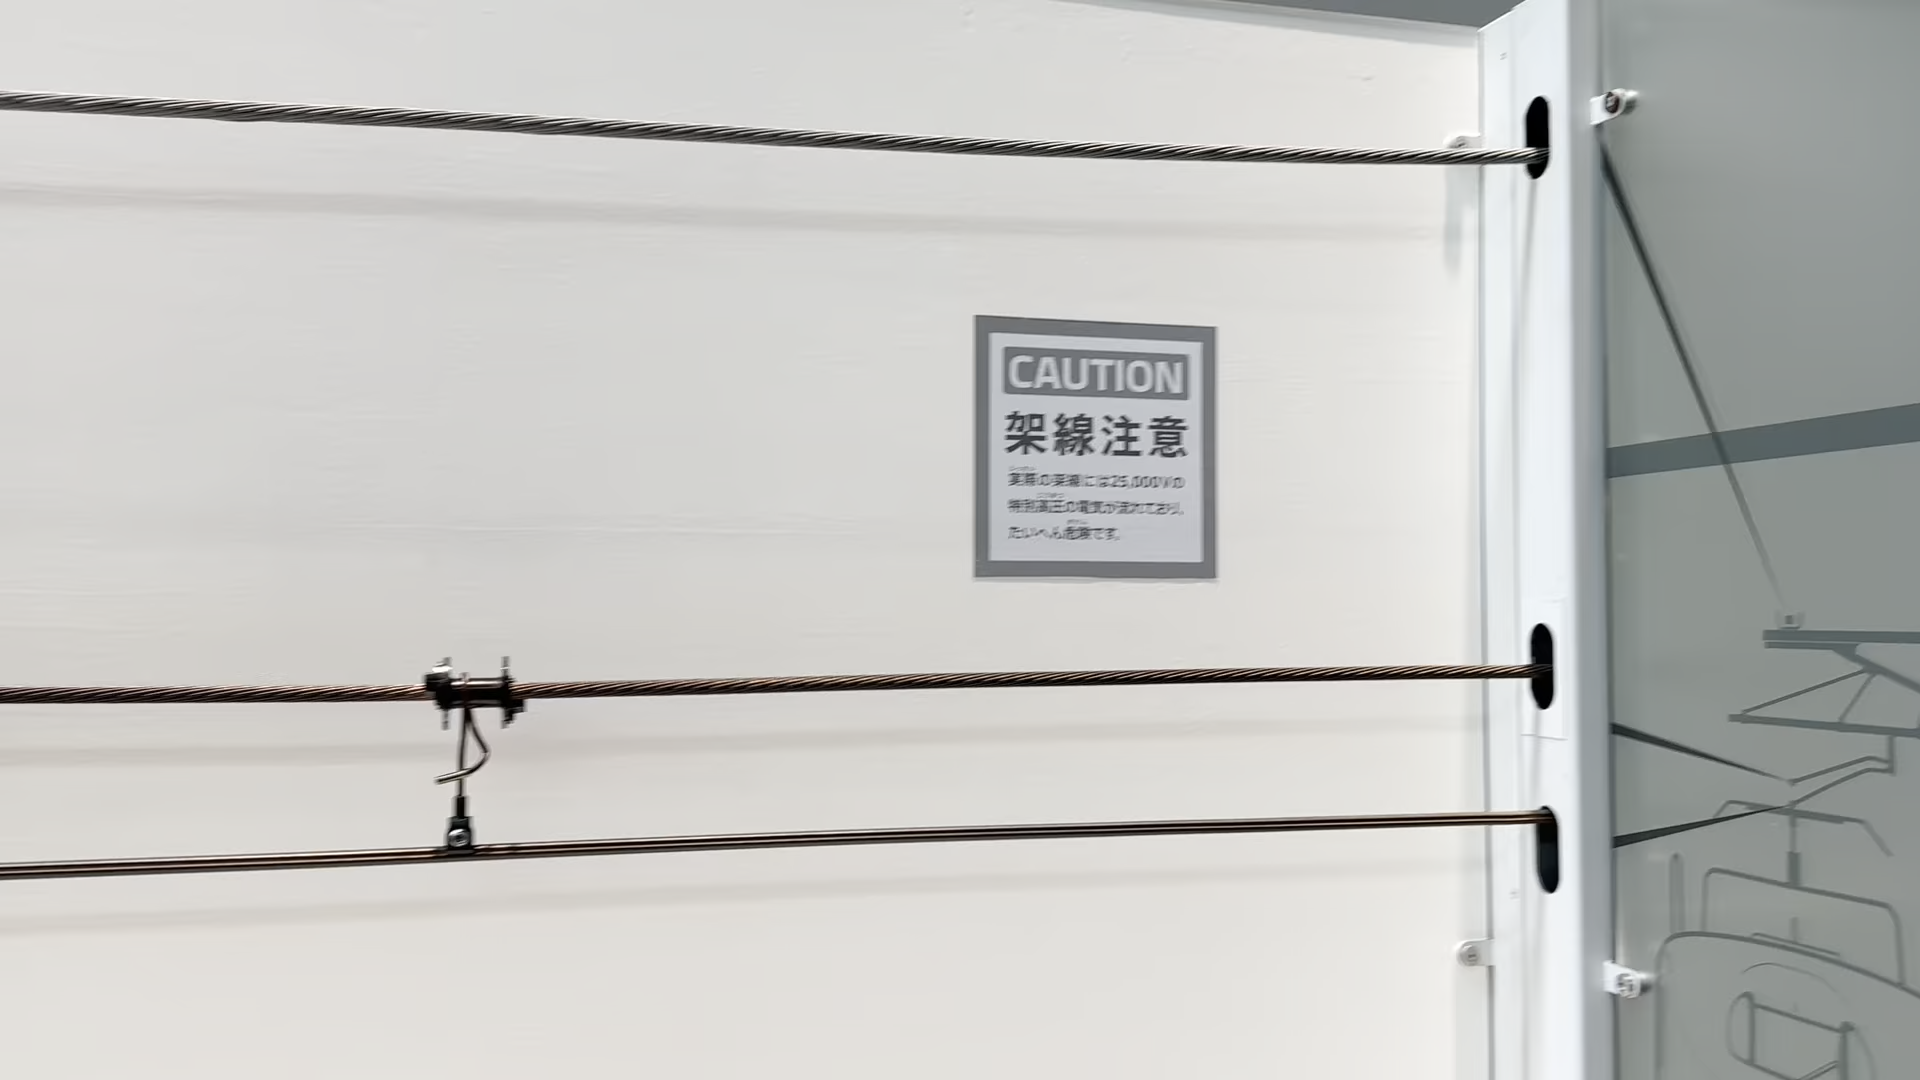 CAUTION
架線注意
実際の架線には25,000Vの
特別高圧の電気が流れており、
たいへん危険です。